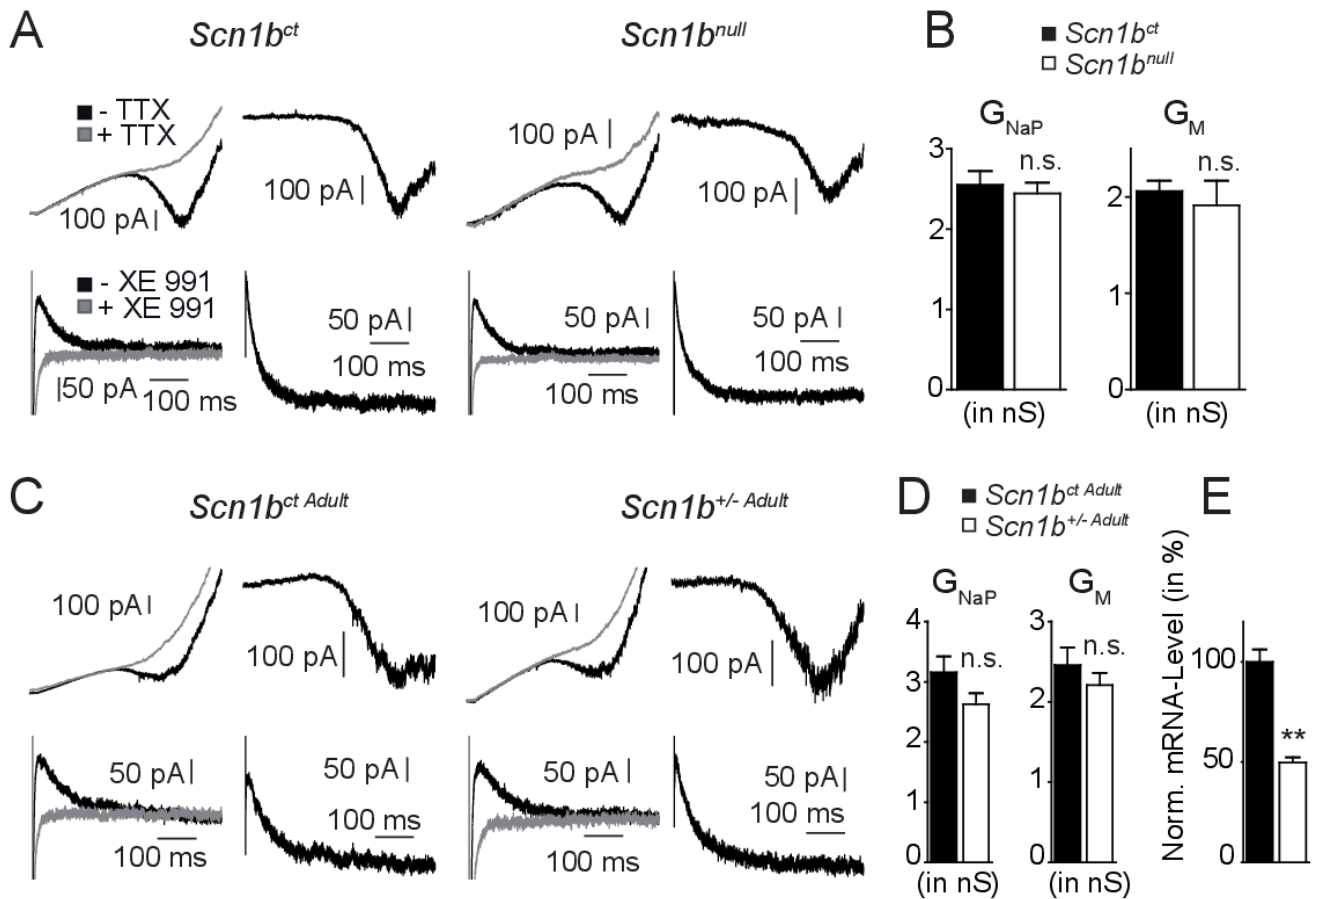 A
Scn1b^ct
Scn1b^null
- TTX
+ TTX
100 pA
100 pA
100 pA
100 pA
100 pA
- XE 991
+ XE 991
50 pA
100 ms
50 pA
100 ms
50 pA
100 ms
50 pA
100 ms
B
Scn1b^ct
Scn1b^null
G_NaP
G_M
3
2
1
0
n.s.
(in nS)
2
1
0
n.s.
(in nS)
C
Scn1b^ct Adult
Scn1b^+/- Adult
100 pA
100 pA
100 pA
100 pA
50 pA
100 ms
50 pA
100 ms
50 pA
100 ms
50 pA
100 ms
D
Scn1b^ct Adult
Scn1b^+/- Adult
G_NaP
G_M
4
3
2
1
0
n.s.
(in nS)
3
2
1
0
n.s.
(in nS)
E
Norm. mRNA-Level (in %)
100
50
0
**